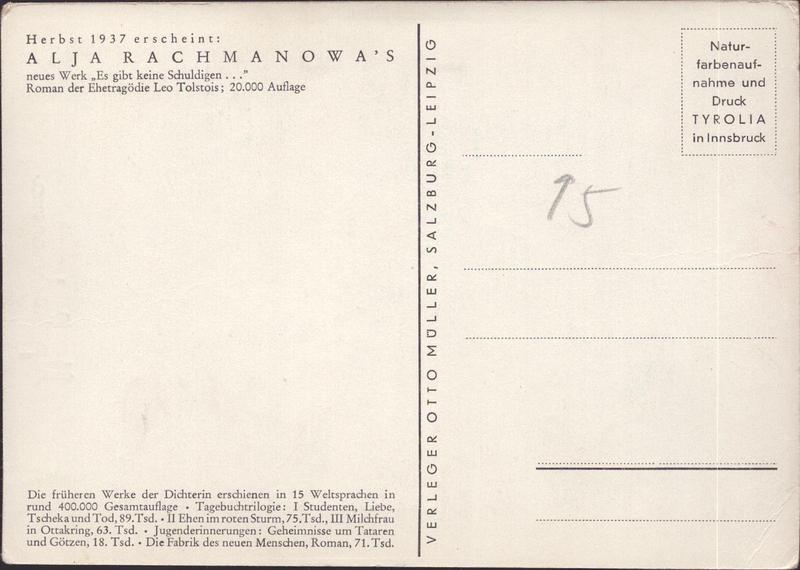 Herbst 1937 erscheint:
ALJA RACHMANOWA'S
neues Werk „Es gibt keine Schuldigen . . .”
Roman der Ehetragödie Leo Tolstois; 20.000 Auflage
Die früheren Werke der Dichterin erschienen in 15 Weltsprachen in
rund 400.000 Gesamtauflage • Tagebuchtrilogie: I Studenten, Liebe,
Tscheka und Tod, 89.Tsd. • II Ehen im roten Sturm, 75.Tsd., III Milchfrau
in Ottakring, 63. Tsd. • Jugenderinnerungen: Geheimnisse um Tataren
und Götzen, 18. Tsd. • Die Fabrik des neuen Menschen, Roman, 71. Tsd.
VERLEGER OTTO MÜLLER, SALZBURG-LEIPZIG
Natur-
farbenauf-
nahme und
Druck
TYROLIA
in Innsbruck
95